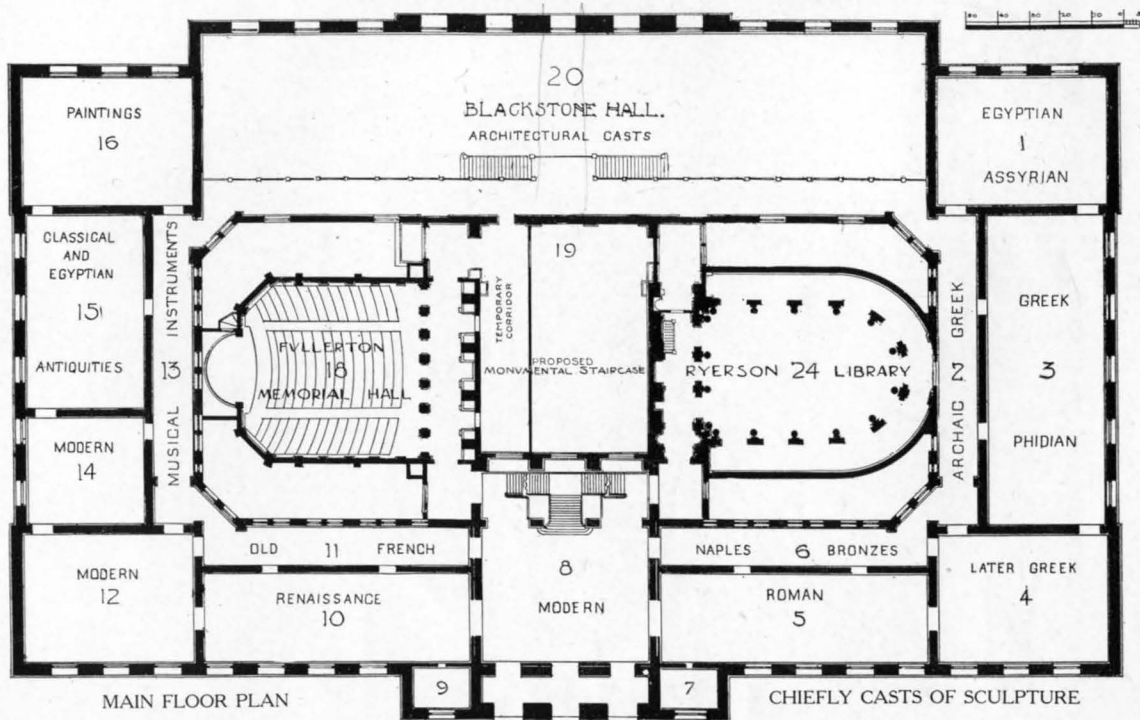 20
BLACKSTONE HALL.
ARCHITECTURAL CASTS
PAINTINGS
16
EGYPTIAN
1
ASSYRIAN
CLASSICAL
AND
EGYPTIAN
15
ANTIQUITIES
MUSICAL 13 INSTRUMENTS
FVLLERTON
18
MEMORIAL HALL
TEMPORARY
CORRIDOR
19
PROPOSED
MONVMENTAL STAIRCASE
RYERSON 24 LIBRARY
ARCHAIC 2 GREEK
GREEK
3
PHIDIAN
MODERN
14
OLD 11 FRENCH
8
MODERN
NAPLES 6 BRONZES
MODERN
12
RENAISSANCE
10
ROMAN
5
LATER GREEK
4
9
7
MAIN FLOOR PLAN
CHIEFLY CASTS OF SCULPTURE